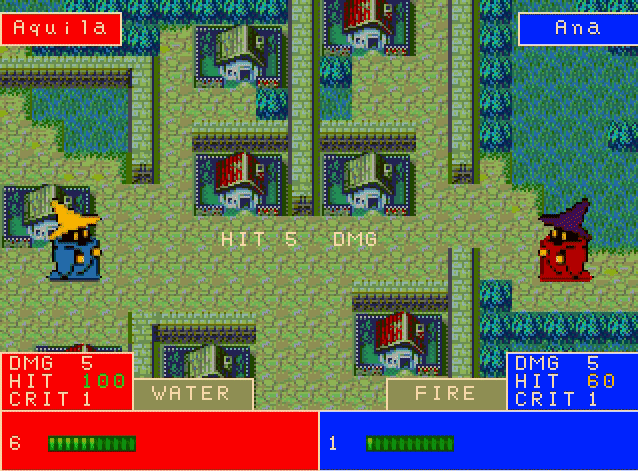 Aquila
Ana
HIT 5 DMG
DMG 5
HIT 100
CRIT 1
WATER
FIRE
DMG 5
HIT 60
CRIT 1
6
1